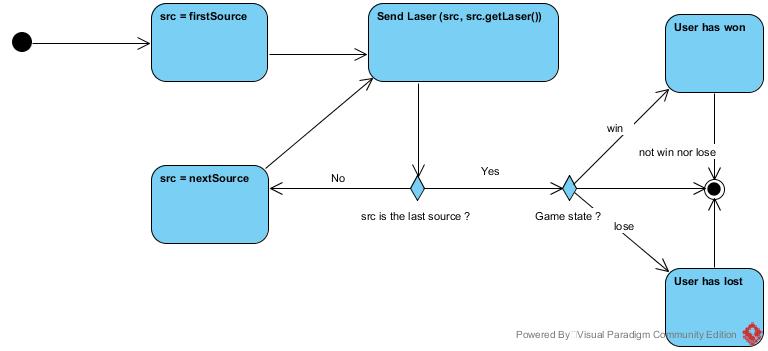 src = firstSource
Send Laser (src, src.getLaser())
User has won
win
not win nor lose
src = nextSource
No
Yes
src is the last source ?
Game state ?
lose
User has lost
Powered By Visual Paradigm Community Edition